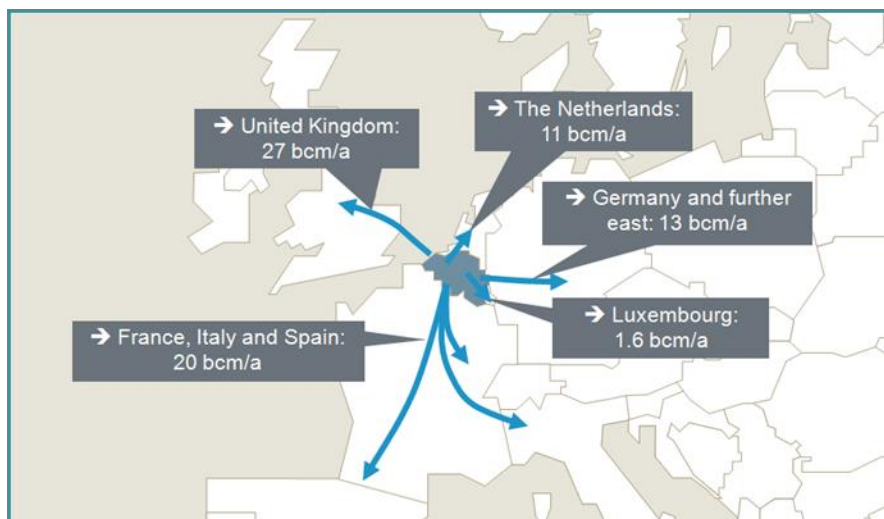 → The Netherlands:
11 bcm/a
→ United Kingdom:
27 bcm/a
→ Germany and further
east: 13 bcm/a
→ Luxembourg:
1.6 bcm/a
→ France, Italy and Spain:
20 bcm/a